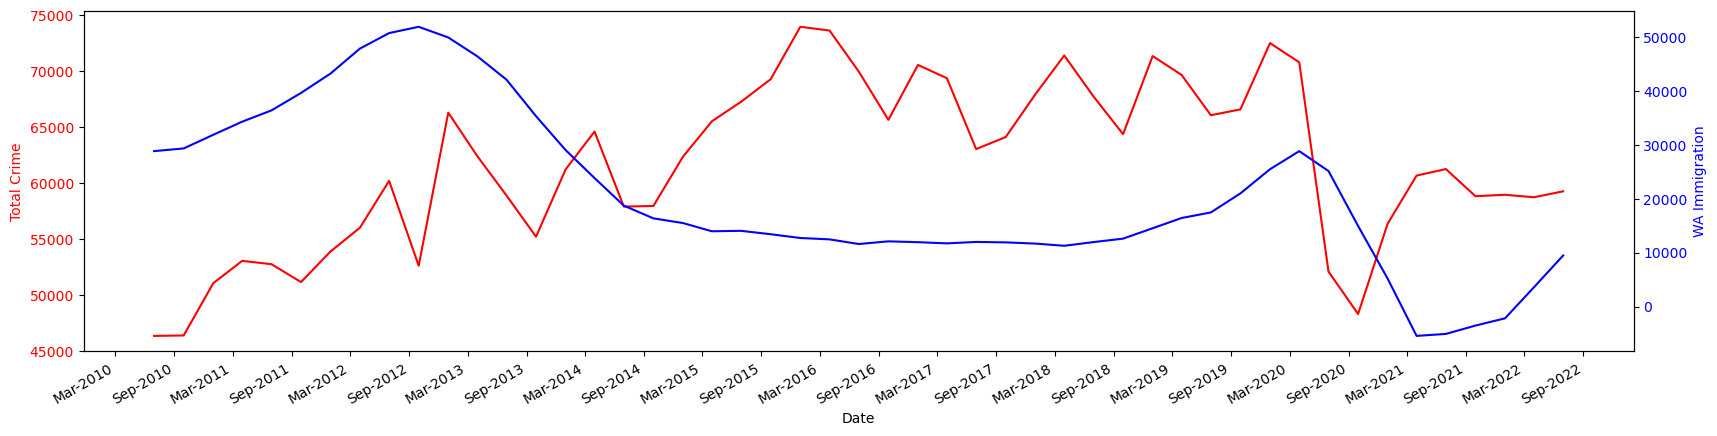 75000
70000
65000
60000
55000
50000
45000
Total Crime
50000
40000
30000
20000
10000
0
WA Immigration
Mar-2010
Sep-2010
Mar-2011
Sep-2011
Mar-2012
Sep-2012
Mar-2013
Sep-2013
Mar-2014
Sep-2014
Mar-2015
Sep-2015
Mar-2016
Sep-2016
Mar-2017
Sep-2017
Mar-2018
Sep-2018
Mar-2019
Sep-2019
Mar-2020
Sep-2020
Mar-2021
Sep-2021
Mar-2022
Sep-2022
Date